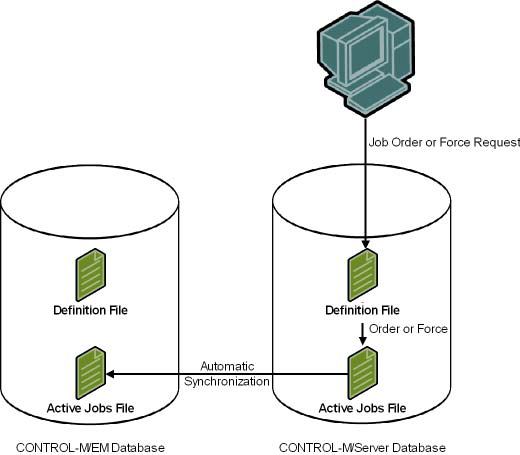 Job Order or Force Request
Definition File
Definition File
Order or Force
Automatic
Synchronization
Active Jobs File
Active Jobs File
CONTROL-M/EM Database
CONTROL-M/Server Database